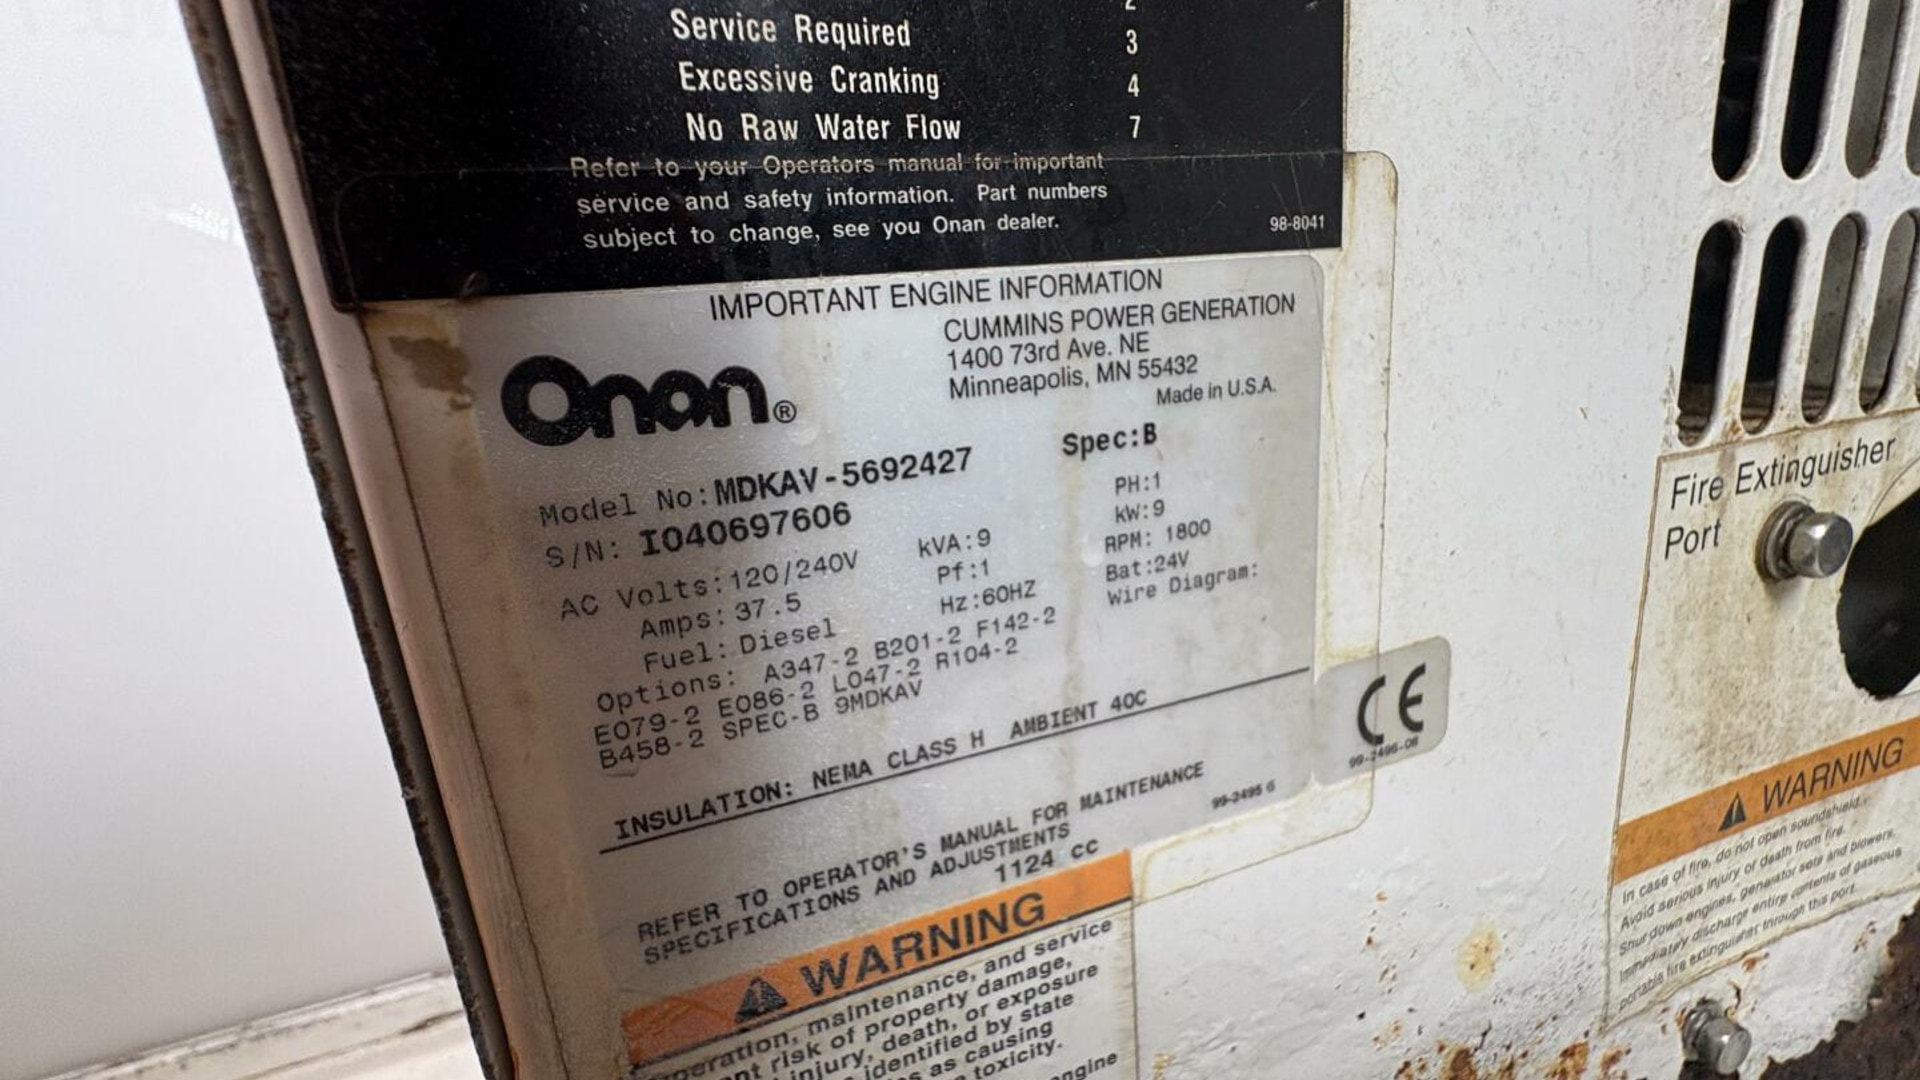 2
Service Required 3
Excessive Cranking 4
No Raw Water Flow 7
Refer to your Operators manual for important
service and safety information. Part numbers
subject to change, see you Onan dealer.
98-8041
IMPORTANT ENGINE INFORMATION
CUMMINS POWER GENERATION
1400 73rd Ave. NE
Minneapolis, MN 55432
Made in U.S.A.
Onan®
Model No: MDKAV-5692427 Spec:B
S/N: I040697606 PH:1
AC Volts: 120/240V kVA:9 kW:9
Amps: 37.5 Pf:1 RPM: 1800
Fuel: Diesel Hz:60HZ Bat:24V
Options: A347-2 B201-2 F142-2 Wire Diagram:
E079-2 E086-2 L047-2 R104-2
B458-2 SPEC-B 9MDKAV
INSULATION: NEMA CLASS H AMBIENT 40C
REFER TO OPERATOR'S MANUAL FOR MAINTENANCE
SPECIFICATIONS AND ADJUSTMENTS
1124 CC
99-2495 G
CE
WARNING
maintenance, and service
risk of property damage,
injury, death, or exposure
identified by state
as causing
toxicity.
engine
Fire Extinguisher
Port
WARNING
In case of fire, do not open soundshield.
Avoid serious injury or death from fire.
Shut down engines, generator sets and blowers.
Immediately discharge entire contents of gaseous
portable fire extinguisher through this port.